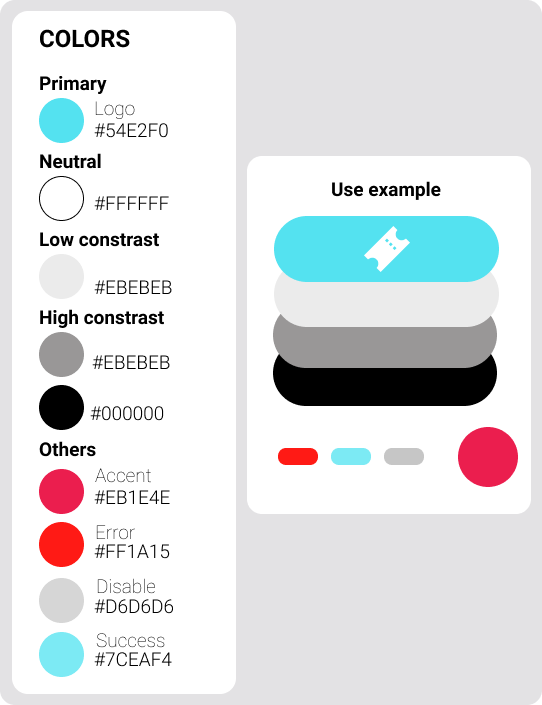 COLORS
Primary
Logo
#54E2F0
Neutral
#FFFFFF
Low constrast
#EBEBEB
High constrast
#EBEBEB
#000000
Others
Accent
#EB1E4E
Error
#FF1A15
Disable
#D6D6D6
Success
#7CEAF4
Use example